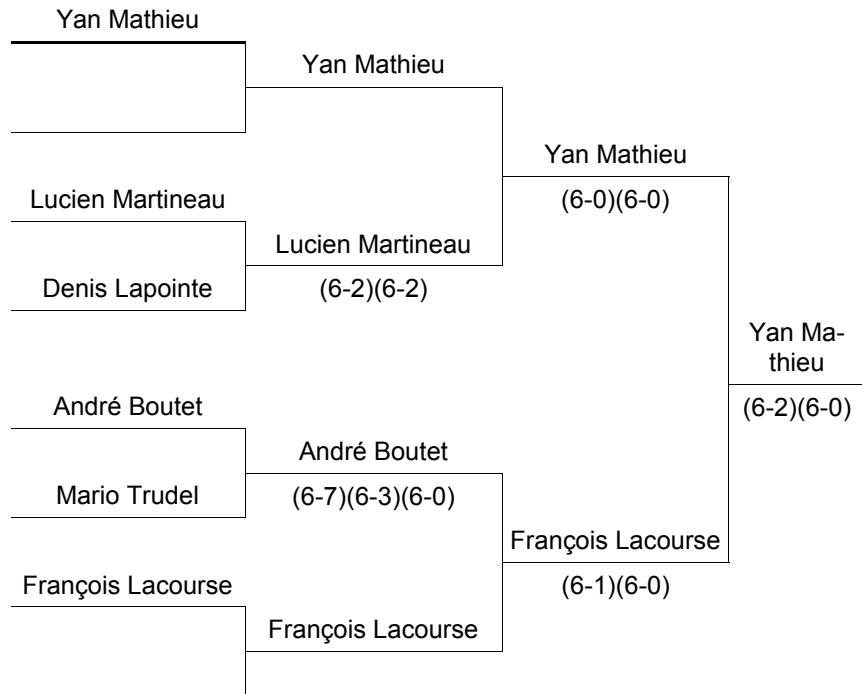 Yan Mathieu
Yan Mathieu
Yan Mathieu
(6-0)(6-0)
Lucien Martineau
Lucien Martineau
Denis Lapointe
(6-2)(6-2)
Yan Ma-
thieu
(6-2)(6-0)
André Boutet
André Boutet
Mario Trudel
(6-7)(6-3)(6-0)
François Lacourse
(6-1)(6-0)
François Lacourse
François Lacourse